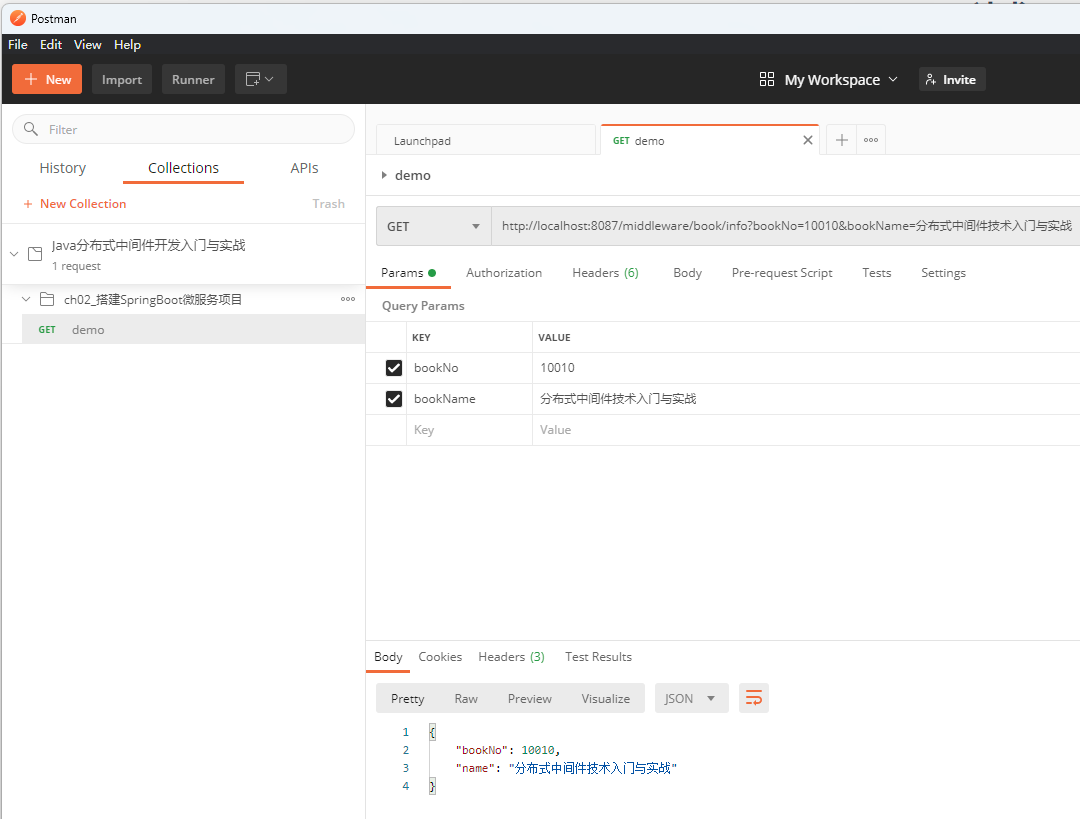 Postman
File Edit View Help
New Import Runner My Workspace Invite
Filter
History Collections APIs
+ New Collection Trash
Java分布式中间件开发入门与实战
1 request
ch02_搭建SpringBoot微服务项目
GET demo
Launchpad GET demo
demo
GET http://localhost:8087/middleware/book/info?bookNo=10010&bookName=分布式中间件技术入门与实战
Params Authorization Headers (6) Body Pre-request Script Tests Settings
Query Params
KEY VALUE
bookNo 10010
bookName 分布式中间件技术入门与实战
Key Value
Body Cookies Headers (3) Test Results
Pretty Raw Preview Visualize JSON
1 {
2 "bookNo": 10010,
3 "name": "分布式中间件技术入门与实战"
4 }